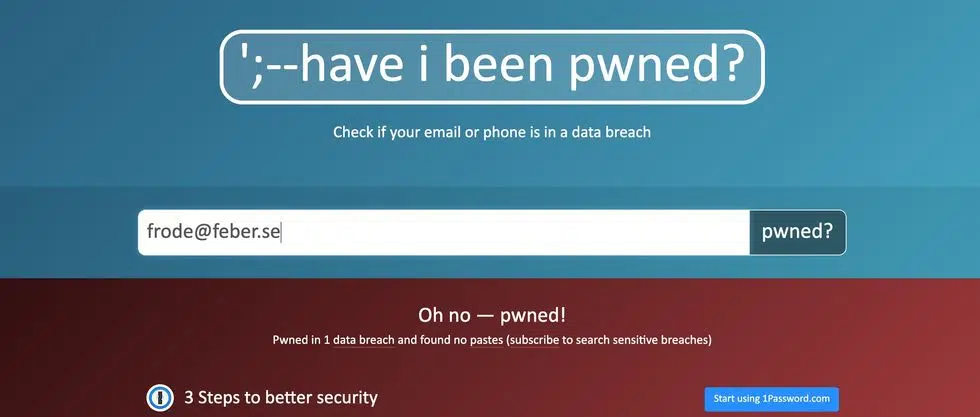 ';--have i been pwned?
Check if your email or phone is in a data breach
frode@feber.se
pwned?
Oh no — pwned!
Pwned in 1 data breach and found no pastes (subscribe to search sensitive breaches)
3 Steps to better security
Start using 1Password.com